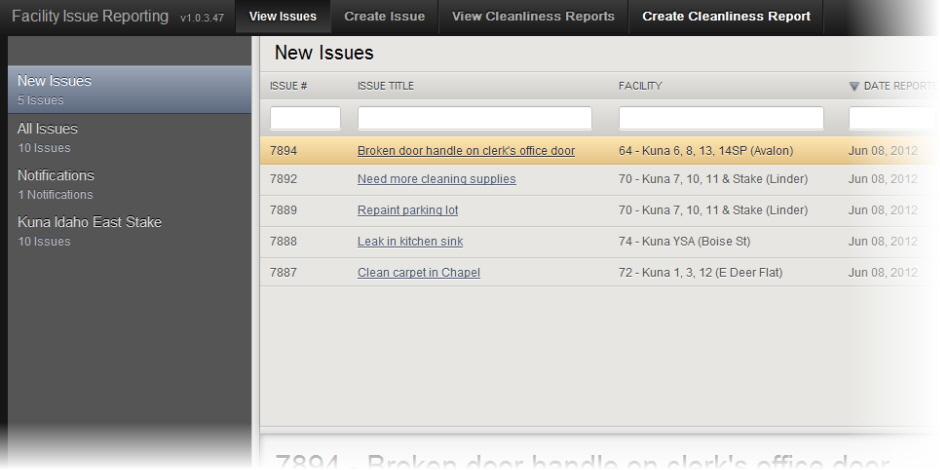 Facility Issue Reporting v1.0.3.47 View Issues Create Issue View Cleanliness Reports Create Cleanliness Report
New Issues
5 Issues
All Issues
10 Issues
Notifications
1 Notifications
Kuna Idaho East Stake
10 Issues
New Issues
ISSUE # ISSUE TITLE FACILITY DATE REPORTE
7894 Broken door handle on clerk's office door 64 - Kuna 6, 8, 13, 14SP (Avalon) Jun 08, 2012
7892 Need more cleaning supplies 70 - Kuna 7, 10, 11 & Stake (Linder) Jun 08, 2012
7889 Repaint parking lot 70 - Kuna 7, 10, 11 & Stake (Linder) Jun 08, 2012
7888 Leak in kitchen sink 74 - Kuna YSA (Boise St) Jun 08, 2012
7887 Clean carpet in Chapel 72 - Kuna 1, 3, 12 (E Deer Flat) Jun 08, 2012
7894 - Broken door handle on clerk's office door